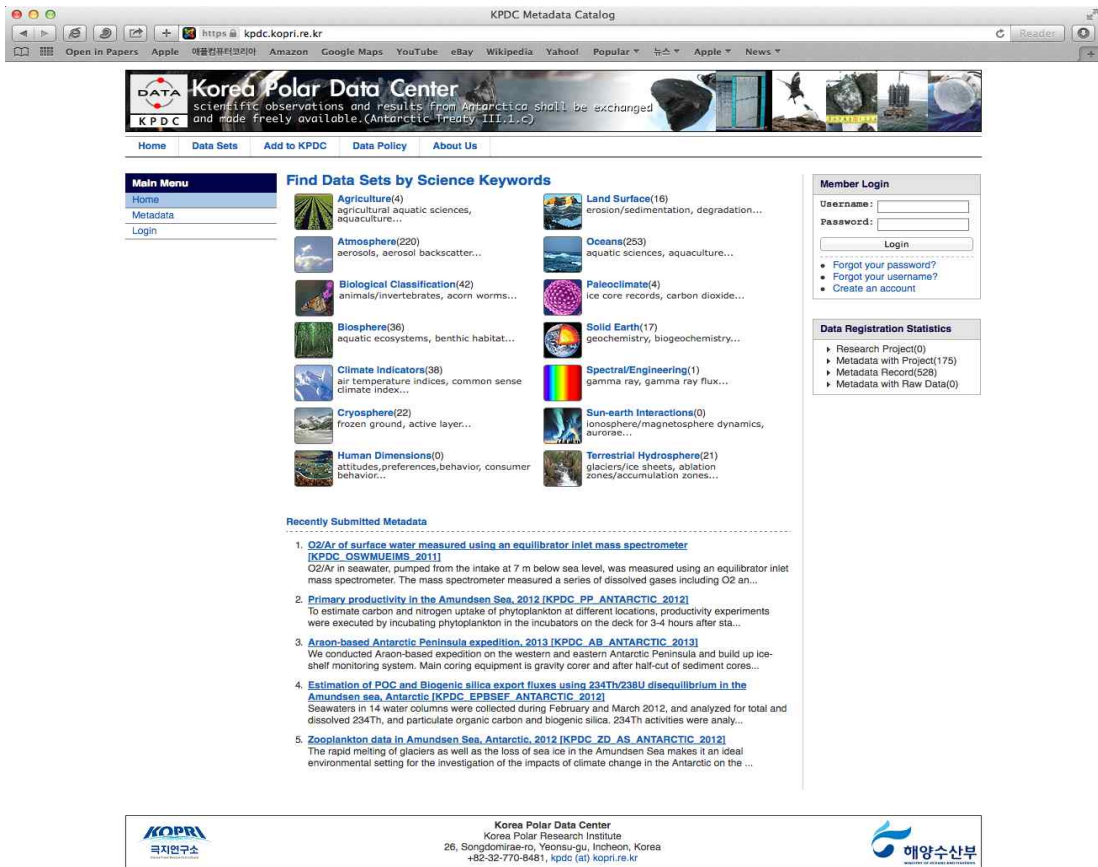 KPDC Metadata Catalog
https kpdc.kopri.re.kr
Reader
Open in Papers Apple 애플컴퓨터코리아 Amazon Google Maps YouTube eBay Wikipedia Yahoo! Popular 뉴스 Apple News
DATA
KPDC
Korea Polar Data Center
scientific observations and results from Antarctica shall be exchanged
and made freely available.(Antarctic Treaty III.1.c)
Home Data Sets Add to KPDC Data Policy About Us
Main Menu
Home
Metadata
Login
Find Data Sets by Science Keywords
Agriculture(4)
agricultural aquatic sciences,
aquaculture...
Land Surface(16)
erosion/sedimentation, degradation...
Atmosphere(220)
aerosols, aerosol backscatter...
Oceans(253)
aquatic sciences, aquaculture...
Biological Classification(42)
animals/invertebrates, acorn worms...
Paleoclimate(4)
ice core records, carbon dioxide...
Biosphere(36)
aquatic ecosystems, benthic habitat...
Solid Earth(17)
geochemistry, biogeochemistry...
Climate Indicators(38)
air temperature indices, common sense
climate index...
Spectral/Engineering(1)
gamma ray, gamma ray flux...
Cryosphere(22)
frozen ground, active layer...
Sun-earth Interactions(0)
ionosphere/magnetosphere dynamics,
aurorae...
Human Dimensions(0)
attitudes,preferences,behavior, consumer
behavior...
Terrestrial Hydrosphere(21)
glaciers/ice sheets, ablation
zones/accumulation zones...
Member Login
Username:
Password:
Login
Forgot your password?
Forgot your username?
Create an account
Data Registration Statistics
Research Project(0)
Metadata with Project(175)
Metadata Record(528)
Metadata with Raw Data(0)
Recently Submitted Metadata
1. O2/Ar of surface water measured using an equilibrator inlet mass spectrometer
[KPDC_OSWMUEIMS_2011]
O2/Ar in seawater, pumped from the intake at 7 m below sea level, was measured using an equilibrator inlet
mass spectrometer. The mass spectrometer measured a series of dissolved gases including O2 an...
2. Primary productivity in the Amundsen Sea, 2012 [KPDC_PP_ANTARCTIC_2012]
To estimate carbon and nitrogen uptake of phytoplankton at different locations, productivity experiments
were executed by incubating phytoplankton in the incubators on the deck for 3-4 hours after sta...
3. Araon-based Antarctic Peninsula expedition, 2013 [KPDC_AB_ANTARCTIC_2013]
We conducted Araon-based expedition on the western and eastern Antarctic Peninsula and build up ice-
shelf monitoring system. Main coring equipment is gravity corer and after half-cut of sediment cores...
4. Estimation of POC and Biogenic silica export fluxes using 234Th/238U disequilibrium in the
Amundsen sea, Antarctic [KPDC_EPBSEF_ANTARCTIC_2012]
Seawaters in 14 water columns were collected during February and March 2012, and analyzed for total and
dissolved 234Th, and particulate organic carbon and biogenic silica. 234Th activities were analy...
5. Zooplankton data in Amundsen Sea, Antarctic, 2012 [KPDC_ZD_AS_ANTARCTIC_2012]
The rapid melting of glaciers as well as the loss of sea ice in the Amundsen Sea makes it an ideal
environmental setting for the investigation of the impacts of climate change in the Antarctic on the ...
KOPRI
극지연구소
Korea Polar Data Center
Korea Polar Research Institute
26, Songdomirae-ro, Yeonsu-gu, Incheon, Korea
+82-32-770-8481, kpdc (at) kopri.re.kr
해양수산부